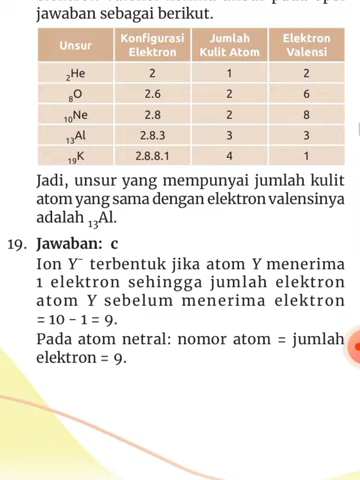 jawaban sebagai berikut.
Unsur Konfigurasi Elektron Jumlah Kulit Atom Elektron Valensi
₂He 2 1 2
₈O 2.6 2 6
₁₀Ne 2.8 2 8
₁₃Al 2.8.3 3 3
₁₉K 2.8.8.1 4 1
Jadi, unsur yang mempunyai jumlah kulit
atom yang sama dengan elektron valensinya
adalah ₁₃Al.
19. Jawaban: c
Ion Y⁻ terbentuk jika atom Y menerima
1 elektron sehingga jumlah elektron
atom Y sebelum menerima elektron
= 10 − 1 = 9.
Pada atom netral: nomor atom = jumlah
elektron = 9.